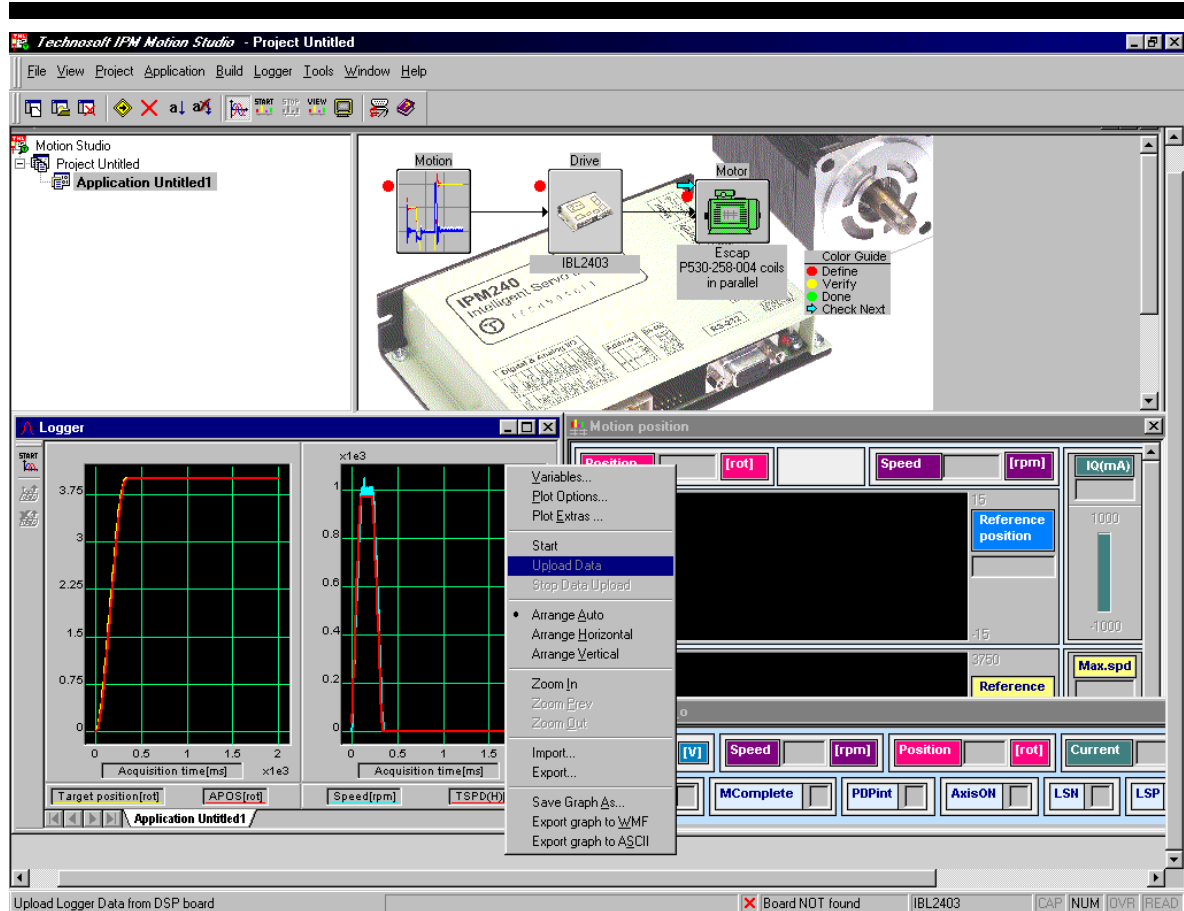 Technosoft IPM Motion Studio - Project Untitled
File View Project Application Build Logger Tools Window Help
START STOP VIEW
Motion Studio
Project Untitled
Application Untitled1
Motion
Drive
Motor
IBL2403
Escap
P530-258-004 coils
in parallel
Color Guide
Define
Verify
Done
Check Next
IPM240
Intelligent Servo
Digital & Analog I/O
RS-232
Logger
START
3.75
3
2.25
1.5
0.75
0
0 0.5 1 1.5 2
Acquisition time[ms] x1e3
Target position[rot] APOS[rot]
x1e3
1
0.8
0.6
0.4
0.2
0
0 0.5 1 1.5
Acquisition time[ms]
Speed[rpm] TSPD(H)
Application Untitled1
Variables...
Plot Options...
Plot Extras ...
Start
Upload Data
Stop Data Upload
Arrange Auto
Arrange Horizontal
Arrange Vertical
Zoom In
Zoom Prev
Zoom Out
Import...
Export...
Save Graph As...
Export graph to WMF
Export graph to ASCII
Motion position
Position [rot] Speed [rpm] IQ(mA)
15
Reference
position
-15
1000
-1000
3750
Reference
Max.spd
[V] Speed [rpm] Position [rot] Current
MComplete PDPint AxisON LSN LSP
Upload Logger Data from DSP board
Board NOT found
IBL2403
CAP NUM OVR READ